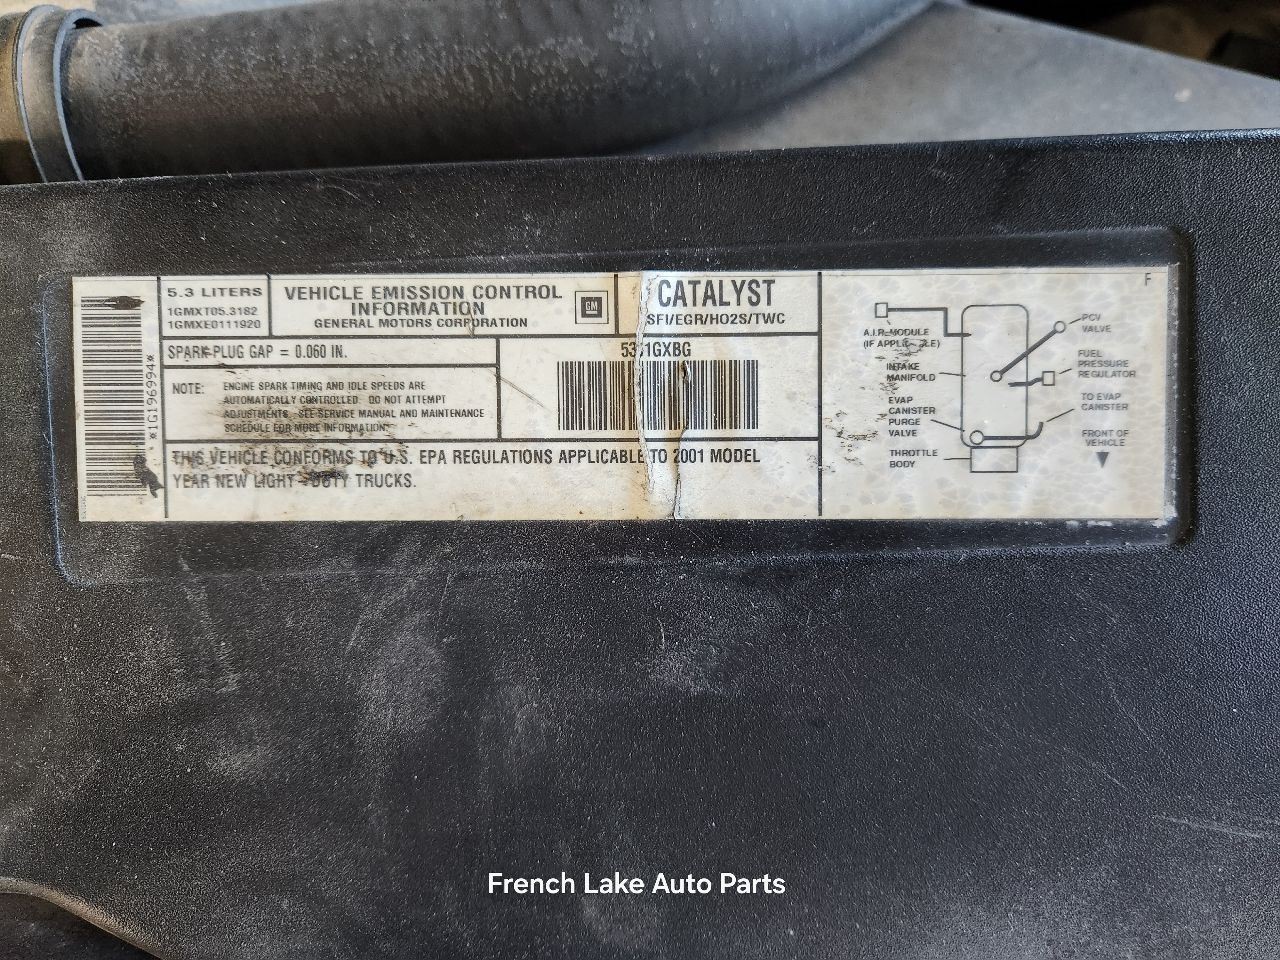 *1G196994*
5.3 LITERS
1GMXT05.3182
1GMXE0111920
VEHICLE EMISSION CONTROL
INFORMATION
GENERAL MOTORS CORPORATION
GM
CATALYST
SFI/EGR/HO2S/TWC
SPARK PLUG GAP = 0.060 IN.
NOTE: ENGINE SPARK TIMING AND IDLE SPEEDS ARE
AUTOMATICALLY CONTROLLED. DO NOT ATTEMPT
ADJUSTMENTS. SEE SERVICE MANUAL AND MAINTENANCE
SCHEDULE FOR MORE INFORMATION.
THIS VEHICLE CONFORMS TO U.S. EPA REGULATIONS APPLICABLE TO 2001 MODEL
YEAR NEW LIGHT-DUTY TRUCKS.
F
A.I.R. MODULE
(IF APPLICABLE)
INTAKE
MANIFOLD
EVAP
CANISTER
PURGE
VALVE
THROTTLE
BODY
PCV
VALVE
FUEL
PRESSURE
REGULATOR
TO EVAP
CANISTER
FRONT OF
VEHICLE
French Lake Auto Parts